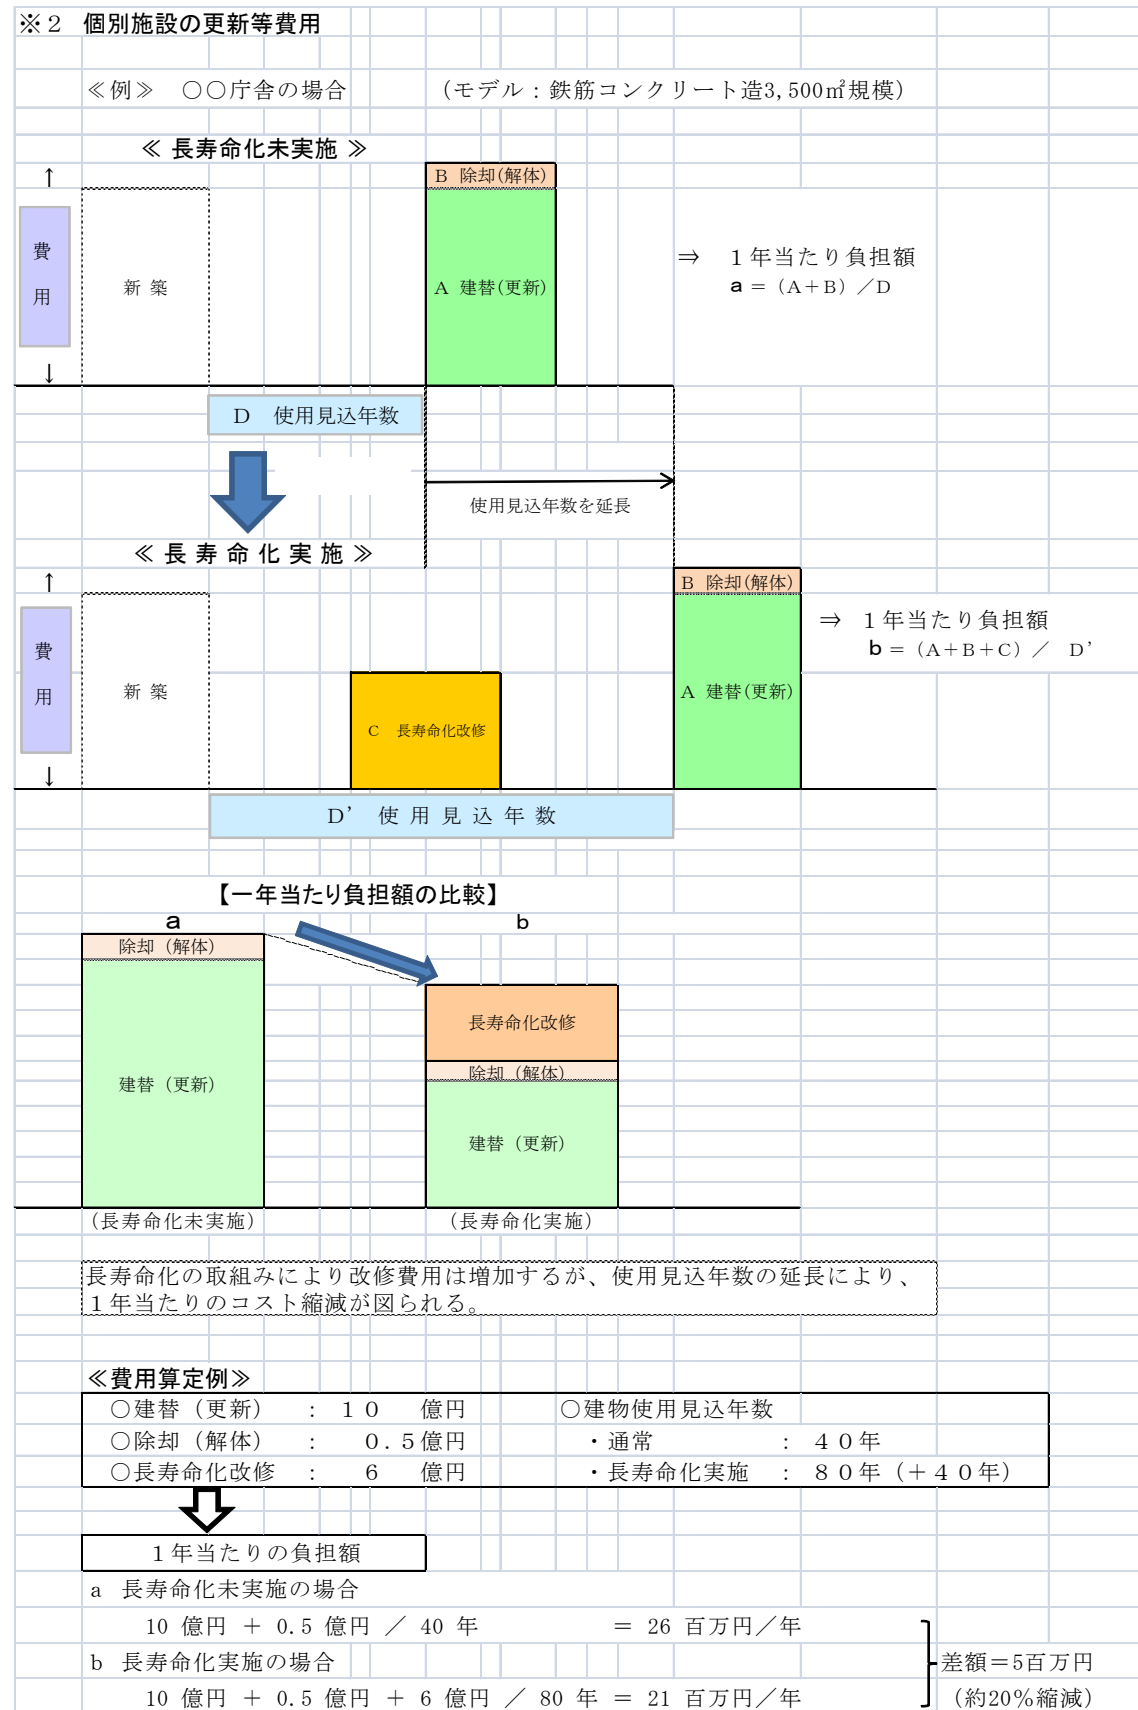 ※２　個別施設の更新等費用
≪例≫　○○庁舎の場合　　　（モデル：鉄筋コンクリート造3,500㎡規模）
≪ 長寿命化未実施 ≫
↑
費用
↓
新 築
B 除却(解体)
A 建替(更新)
⇒　１年当たり負担額
a＝（A＋B）／D
D　使用見込年数
使用見込年数を延長
≪ 長 寿 命 化 実 施 ≫
↑
費用
↓
新 築
C　長寿命化改修
B 除却(解体)
A 建替(更新)
⇒　１年当たり負担額
b＝（A＋B＋C）／　D’
D’　使 用 見 込 年 数
【一年当たり負担額の比較】
a
b
除却（解体）
建替（更新）
長寿命化改修
除却（解体）
建替（更新）
（長寿命化未実施）
（長寿命化実施）
長寿命化の取組みにより改修費用は増加するが、使用見込年数の延長により、
１年当たりのコスト縮減が図られる。
≪費用算定例≫
○建替（更新）　：１０　億円
○除却（解体）　：　０.５億円
○長寿命化改修　：　６　億円
○建物使用見込年数
・通常　　　　　：　４０年
・長寿命化実施　：　８０年（＋４０年）
１年当たりの負担額
a　長寿命化未実施の場合
10 億円 ＋ 0.5 億円 ／ 40 年　　　　＝ 26 百万円／年
b　長寿命化実施の場合
10 億円 ＋ 0.5 億円 ＋ 6 億円 ／ 80 年 ＝ 21 百万円／年
差額＝5百万円
（約20％縮減）